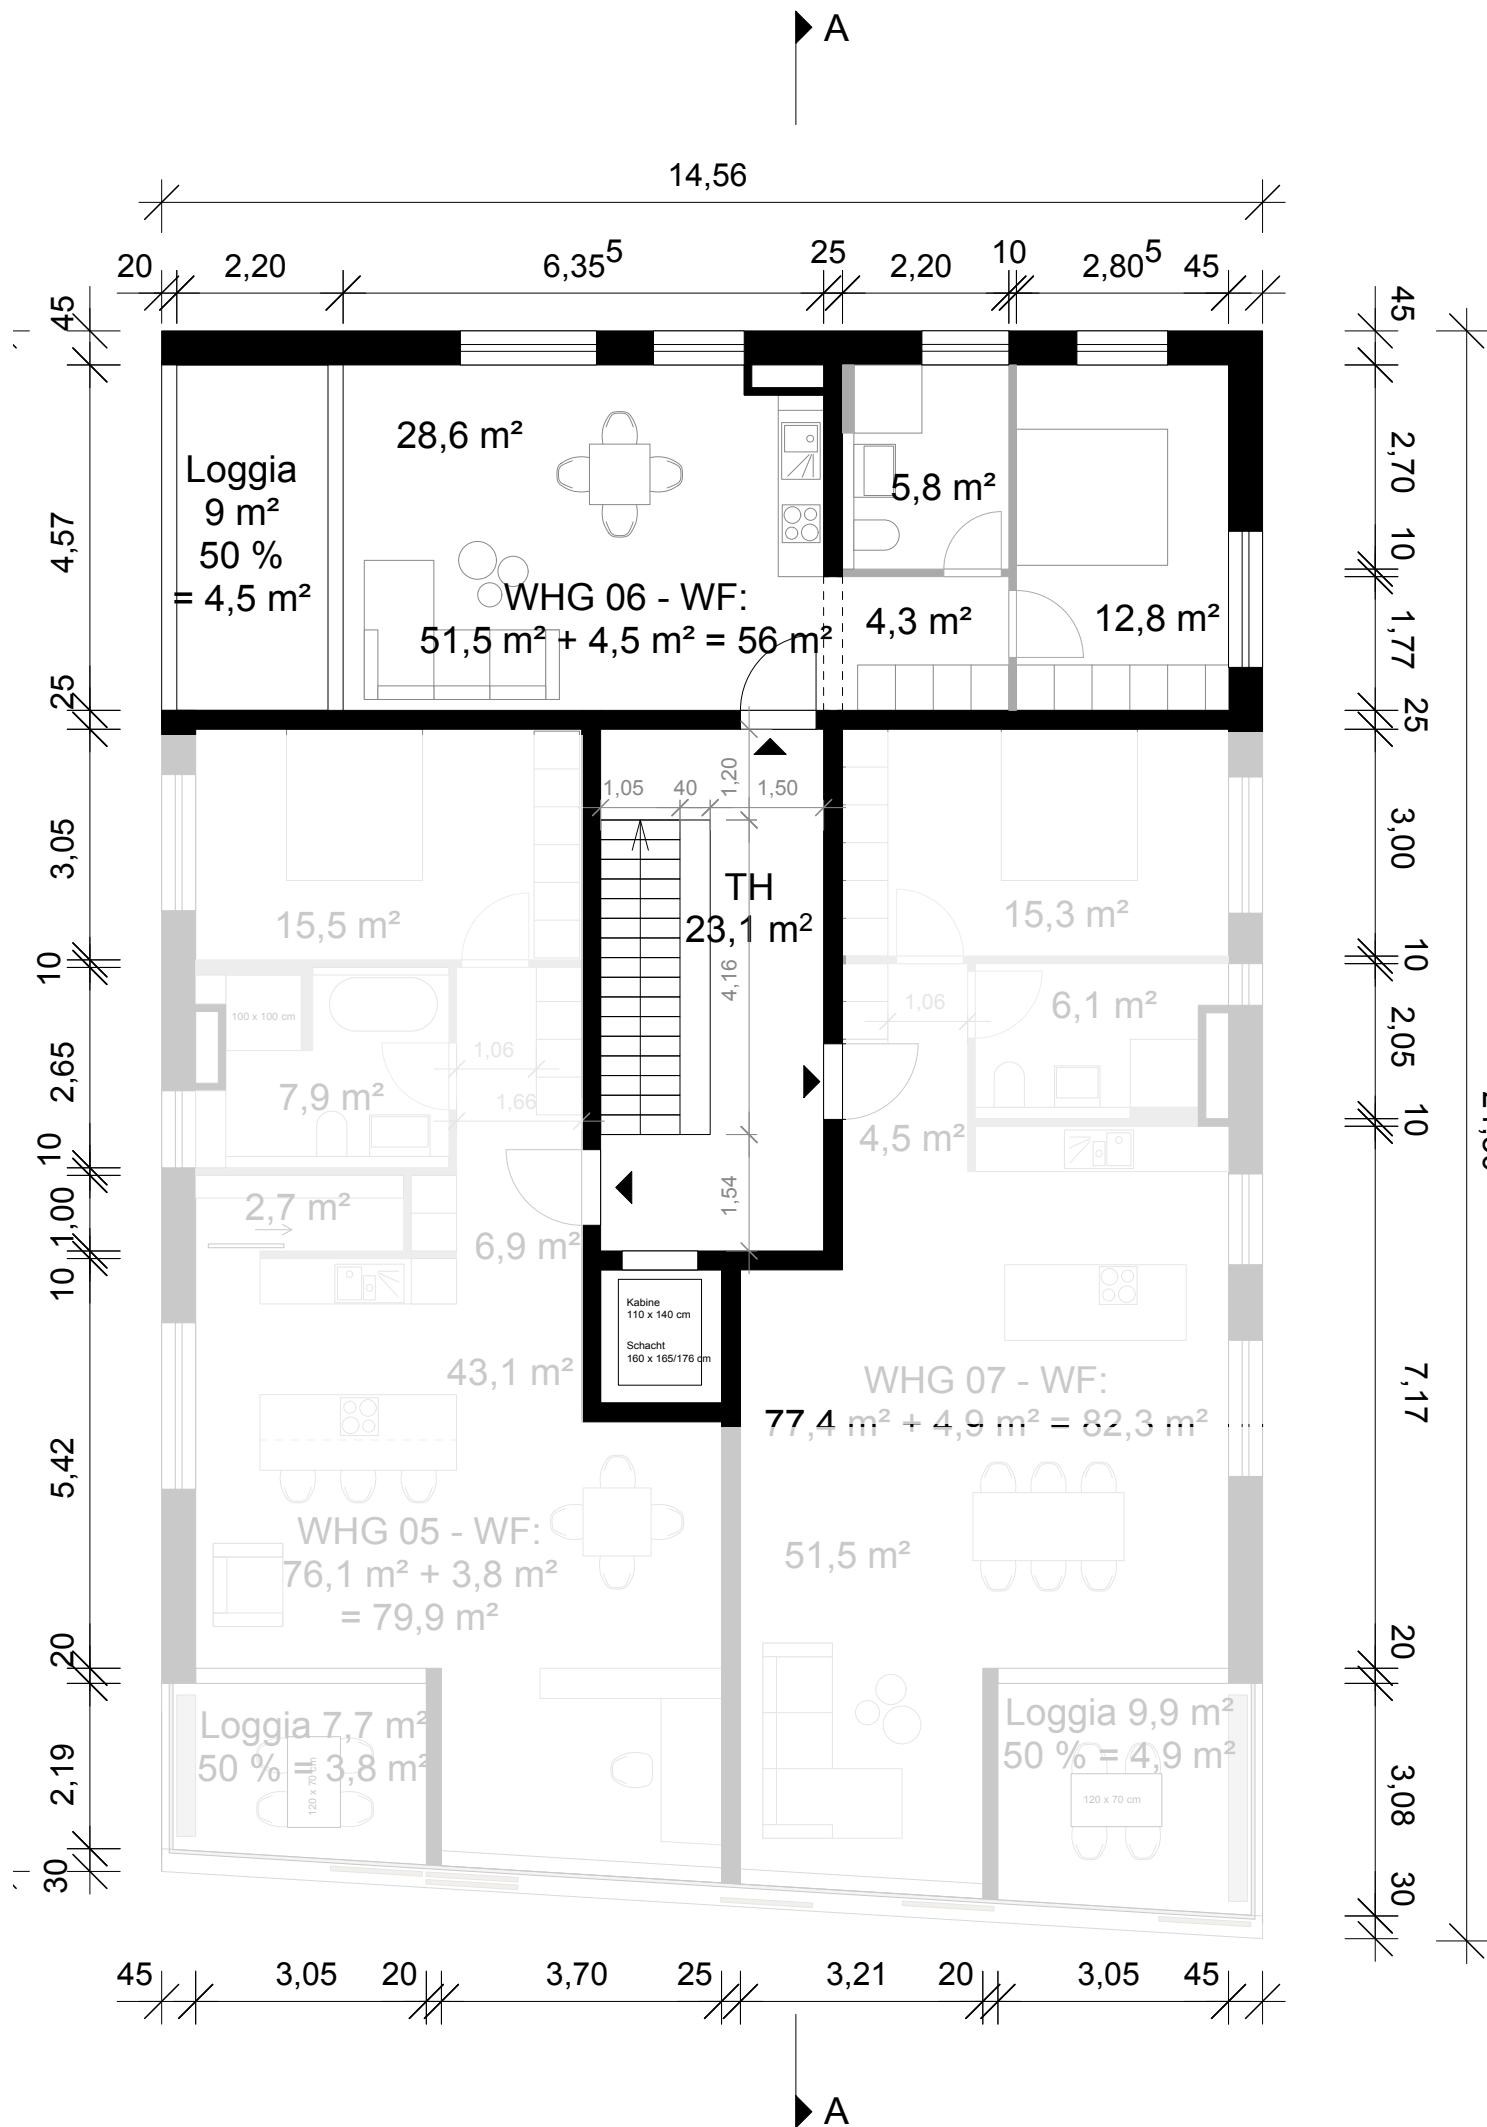 A
14,56
20 2,20 6,35⁵ 25 2,20 10 2,80⁵ 45
45
4,57
25
3,05
10
2,65
10
1,00
10
5,42
20
2,19
30
28,6 m²
Loggia
9 m²
50 %
= 4,5 m²
WHG 06 - WF:
51,5 m² + 4,5 m² = 56 m²
5,8 m²
4,3 m²
12,8 m²
1,05 40 1,20 1,50
TH
23,1 m²
4,16
1,54
15,5 m²
100 x 100 cm
7,9 m²
1,06
1,66
2,7 m²
6,9 m²
43,1 m²
Kabine
110 x 140 cm
Schacht
160 x 165/176 cm
WHG 05 - WF:
76,1 m² + 3,8 m²
= 79,9 m²
Loggia 7,7 m²
50 % = 3,8 m²
120 x 70 cm
15,3 m²
1,06
6,1 m²
4,5 m²
WHG 07 - WF:
77,4 m² + 4,9 m² = 82,3 m²
51,5 m²
Loggia 9,9 m²
50 % = 4,9 m²
120 x 70 cm
45
2,70
10
1,77
25
3,00
10
2,05
10
7,17
20
3,08
30
45 3,05 20 3,70 25 3,21 20 3,05 45
A